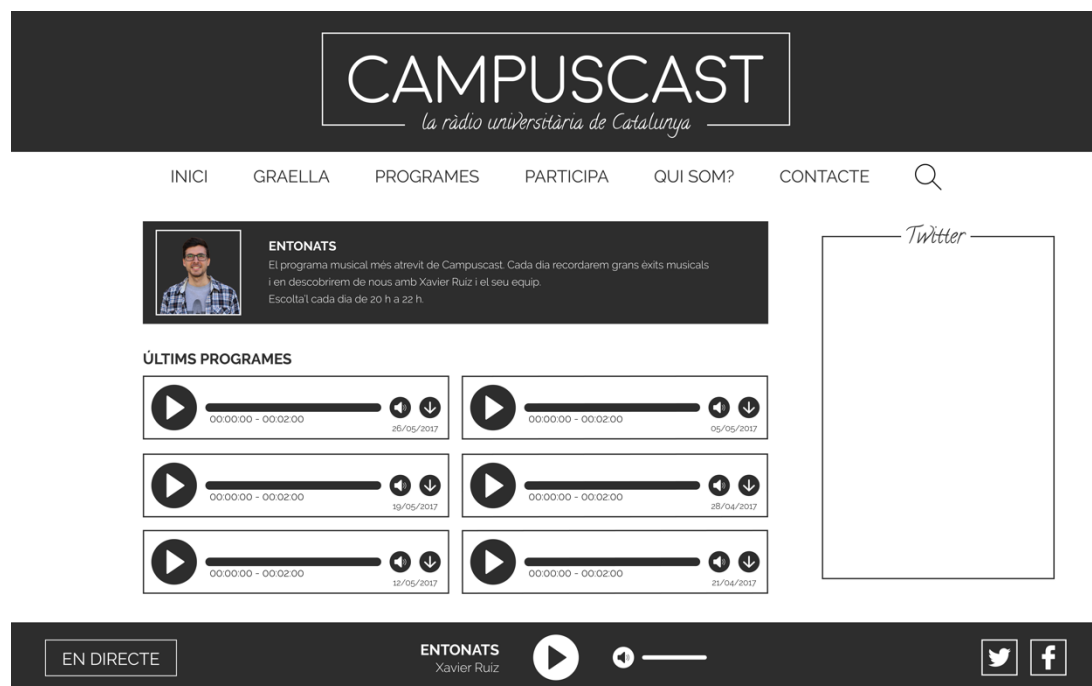 CAMPUSCAST
la ràdio universitària de Catalunya
INICI GRAELLA PROGRAMES PARTICIPA QUI SOM? CONTACTE
ENTONATS
El programa musical més atrevit de Campuscast. Cada dia recordarem grans èxits musicals
i en descobrirem de nous amb Xavier Ruiz i el seu equip.
Escolta'l cada dia de 20 h a 22 h.
Twitter
ÚLTIMS PROGRAMES
00:00:00 - 00:02:00
26/05/2017
00:00:00 - 00:02:00
05/05/2017
00:00:00 - 00:02:00
19/05/2017
00:00:00 - 00:02:00
28/04/2017
00:00:00 - 00:02:00
12/05/2017
00:00:00 - 00:02:00
21/04/2017
EN DIRECTE
ENTONATS
Xavier Ruiz